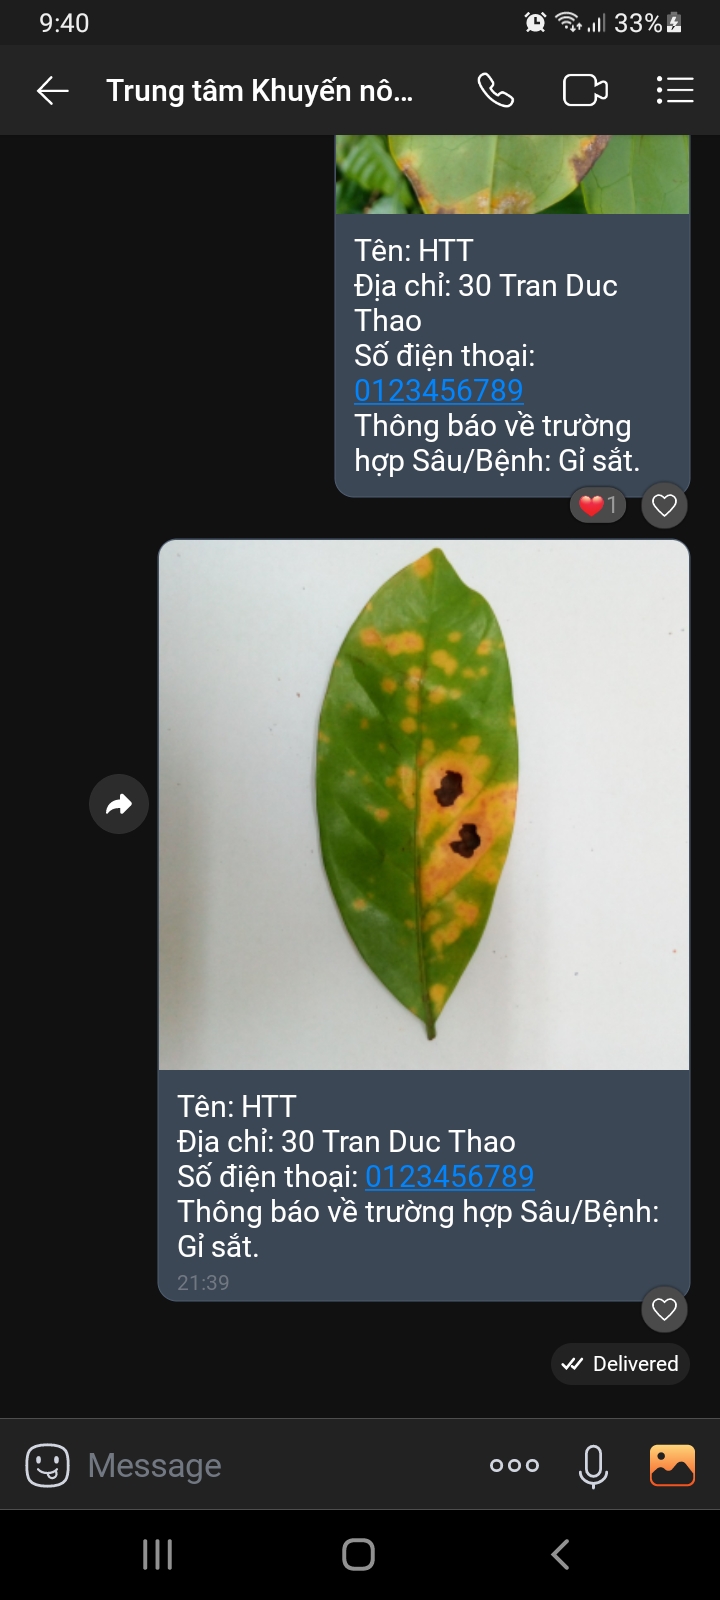 9:40
33%
Trung tâm Khuyến nô...
Tên: HTT
Địa chỉ: 30 Tran Duc
Thao
Số điện thoại:
0123456789
Thông báo về trường
hợp Sâu/Bệnh: Gỉ sắt.
1
Tên: HTT
Địa chỉ: 30 Tran Duc Thao
Số điện thoại: 0123456789
Thông báo về trường hợp Sâu/Bệnh:
Gỉ sắt.
21:39
Delivered
Message